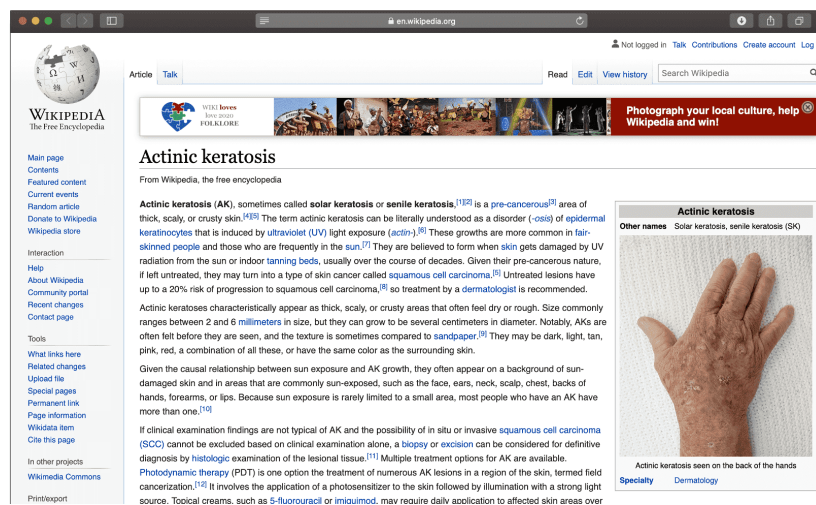 en.wikipedia.org
Not logged in Talk Contributions Create account Log
WIKIPEDIA
The Free Encyclopedia
Article Talk
Read Edit View history
Search Wikipedia
WIKI loves
love 2020
FOLKLORE
Photograph your local culture, help
Wikipedia and win!
Main page
Contents
Featured content
Current events
Random article
Donate to Wikipedia
Wikipedia store
Interaction
Help
About Wikipedia
Community portal
Recent changes
Contact page
Tools
What links here
Related changes
Upload file
Special pages
Permanent link
Page information
Wikidata item
Cite this page
In other projects
Wikimedia Commons
Print/export
Actinic keratosis
From Wikipedia, the free encyclopedia
Actinic keratosis (AK), sometimes called solar keratosis or senile keratosis,[1][2] is a pre-cancerous[3] area of
thick, scaly, or crusty skin.[4][5] The term actinic keratosis can be literally understood as a disorder (-osis) of epidermal
keratinocytes that is induced by ultraviolet (UV) light exposure (actin-).[6] These growths are more common in fair-
skinned people and those who are frequently in the sun.[7] They are believed to form when skin gets damaged by UV
radiation from the sun or indoor tanning beds, usually over the course of decades. Given their pre-cancerous nature,
if left untreated, they may turn into a type of skin cancer called squamous cell carcinoma.[5] Untreated lesions have
up to a 20% risk of progression to squamous cell carcinoma,[8] so treatment by a dermatologist is recommended.
Actinic keratoses characteristically appear as thick, scaly, or crusty areas that often feel dry or rough. Size commonly
ranges between 2 and 6 millimeters in size, but they can grow to be several centimeters in diameter. Notably, AKs are
often felt before they are seen, and the texture is sometimes compared to sandpaper.[9] They may be dark, light, tan,
pink, red, a combination of all these, or have the same color as the surrounding skin.
Given the causal relationship between sun exposure and AK growth, they often appear on a background of sun-
damaged skin and in areas that are commonly sun-exposed, such as the face, ears, neck, scalp, chest, backs of
hands, forearms, or lips. Because sun exposure is rarely limited to a small area, most people who have an AK have
more than one.[10]
If clinical examination findings are not typical of AK and the possibility of in situ or invasive squamous cell carcinoma
(SCC) cannot be excluded based on clinical examination alone, a biopsy or excision can be considered for definitive
diagnosis by histologic examination of the lesional tissue.[11] Multiple treatment options for AK are available.
Photodynamic therapy (PDT) is one option the treatment of numerous AK lesions in a region of the skin, termed field
cancerization.[12] It involves the application of a photosensitizer to the skin followed by illumination with a strong light
source. Topical creams, such as 5-fluorouracil or imiquimod, may require daily application to affected skin areas over
Actinic keratosis
Other names Solar keratosis, senile keratosis (SK)
Actinic keratosis seen on the back of the hands
Specialty Dermatology